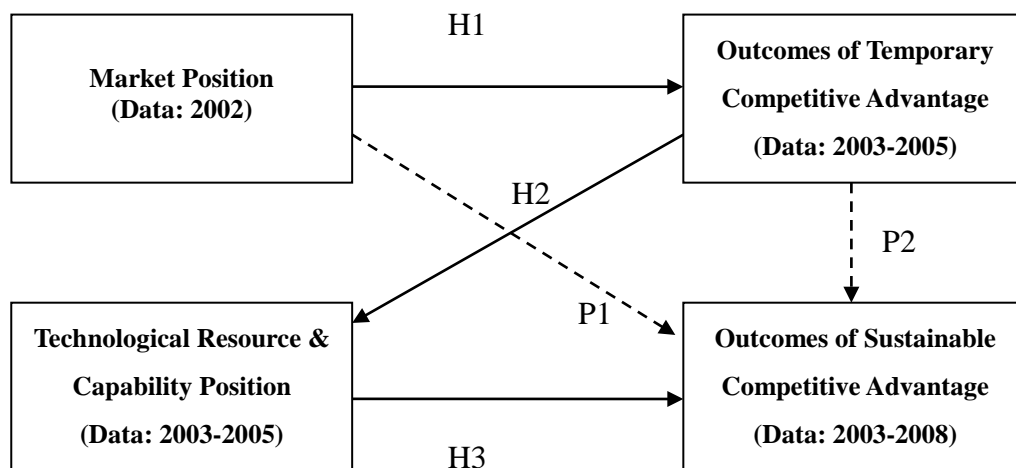 H1
Market Position
(Data: 2002)
Outcomes of Temporary
Competitive Advantage
(Data: 2003-2005)
H2
P2
P1
Technological Resource &
Capability Position
(Data: 2003-2005)
Outcomes of Sustainable
Competitive Advantage
(Data: 2003-2008)
H3